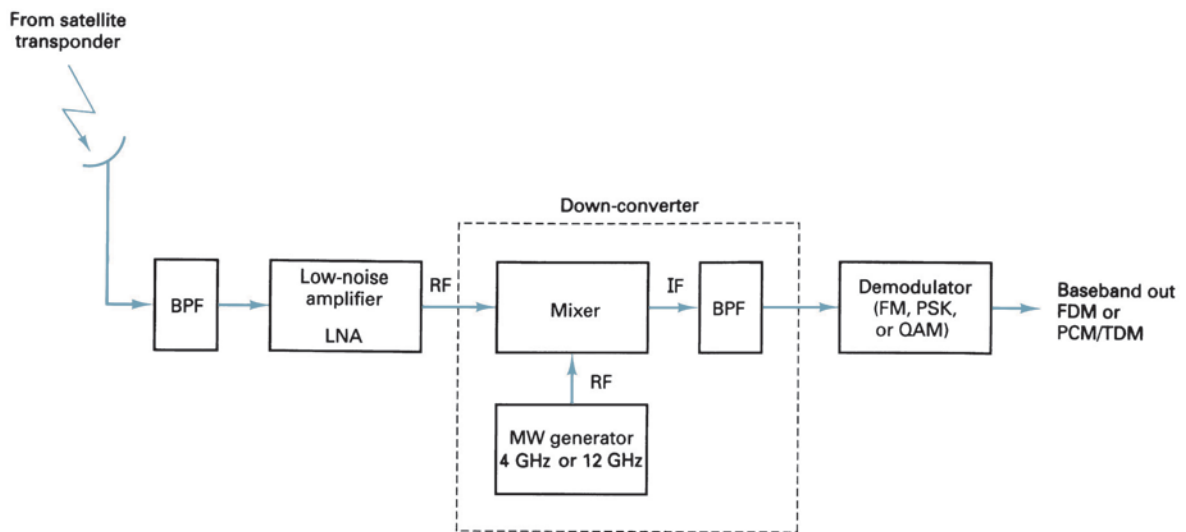 From satellite
transponder
Down-converter
BPF
Low-noise
amplifier
LNA
RF
Mixer
IF
BPF
Demodulator
(FM, PSK,
or QAM)
Baseband out
FDM or
PCM/TDM
RF
MW generator
4 GHz or 12 GHz